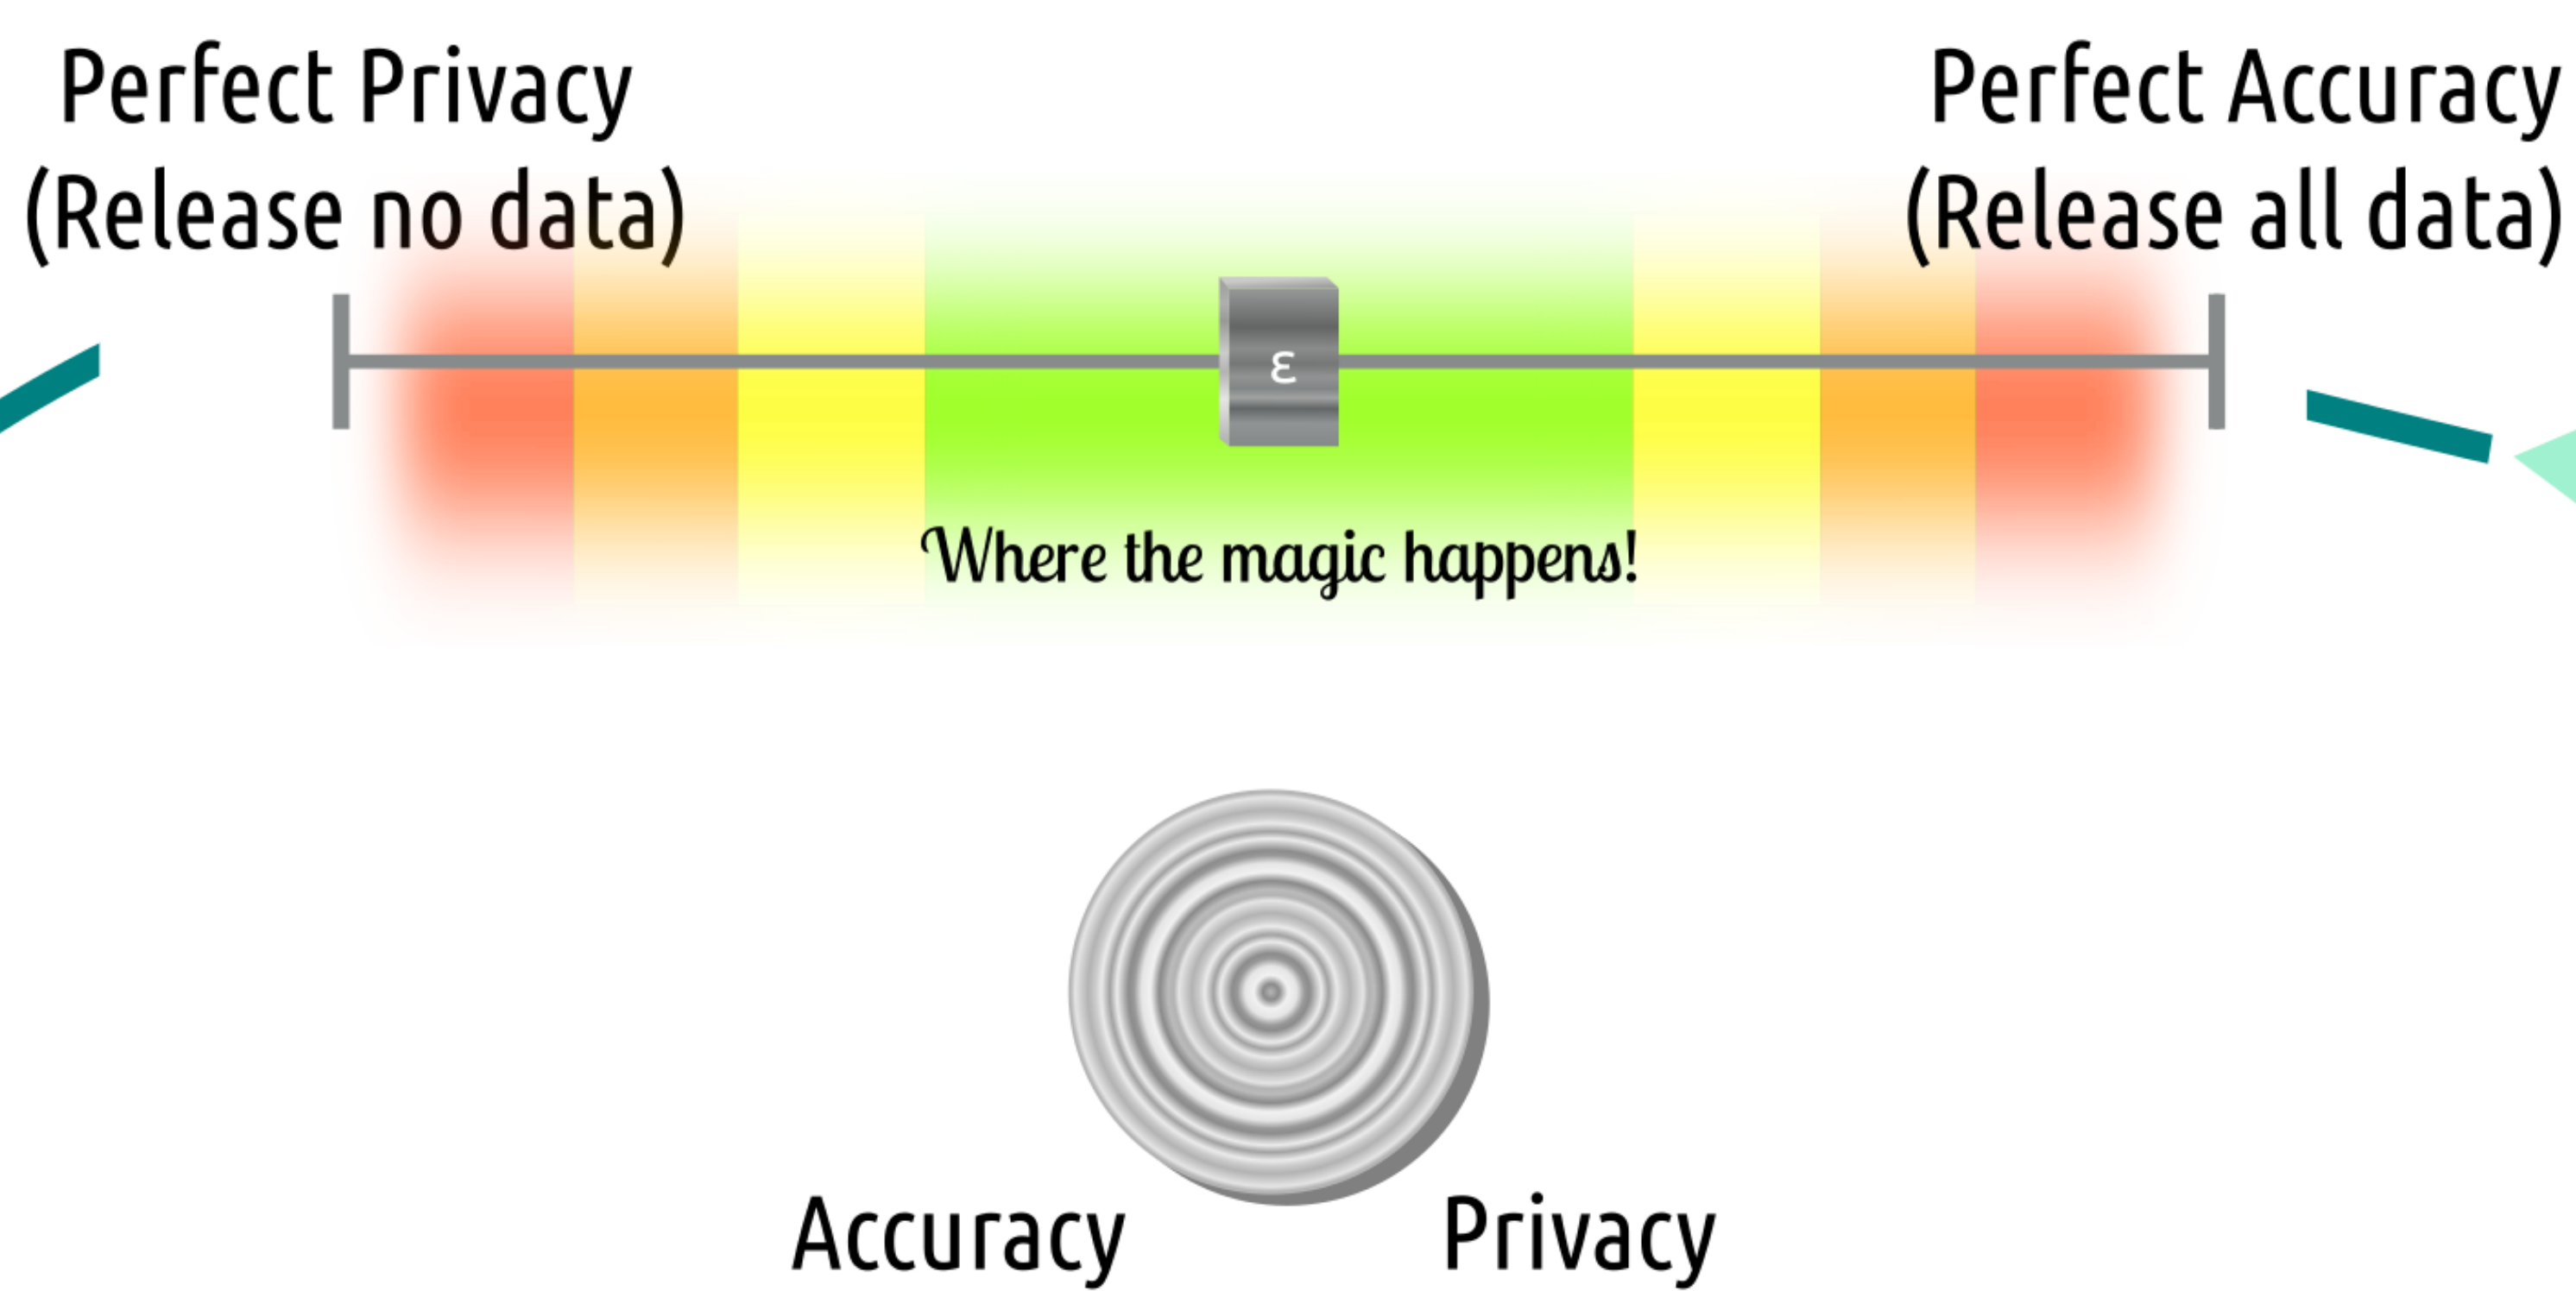 Perfect Privacy
(Release no data)
Perfect Accuracy
(Release all data)
ε
Where the magic happens!
Accuracy
Privacy